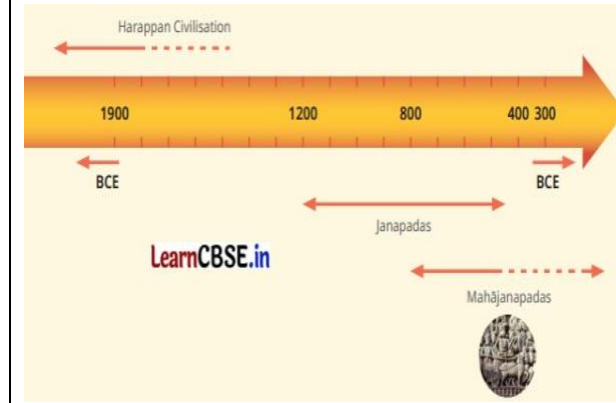 Harappan Civilisation
1900 1200 800 400 300
BCE BCE
Janapadas
LearnCBSE.in
Mahājanapadas